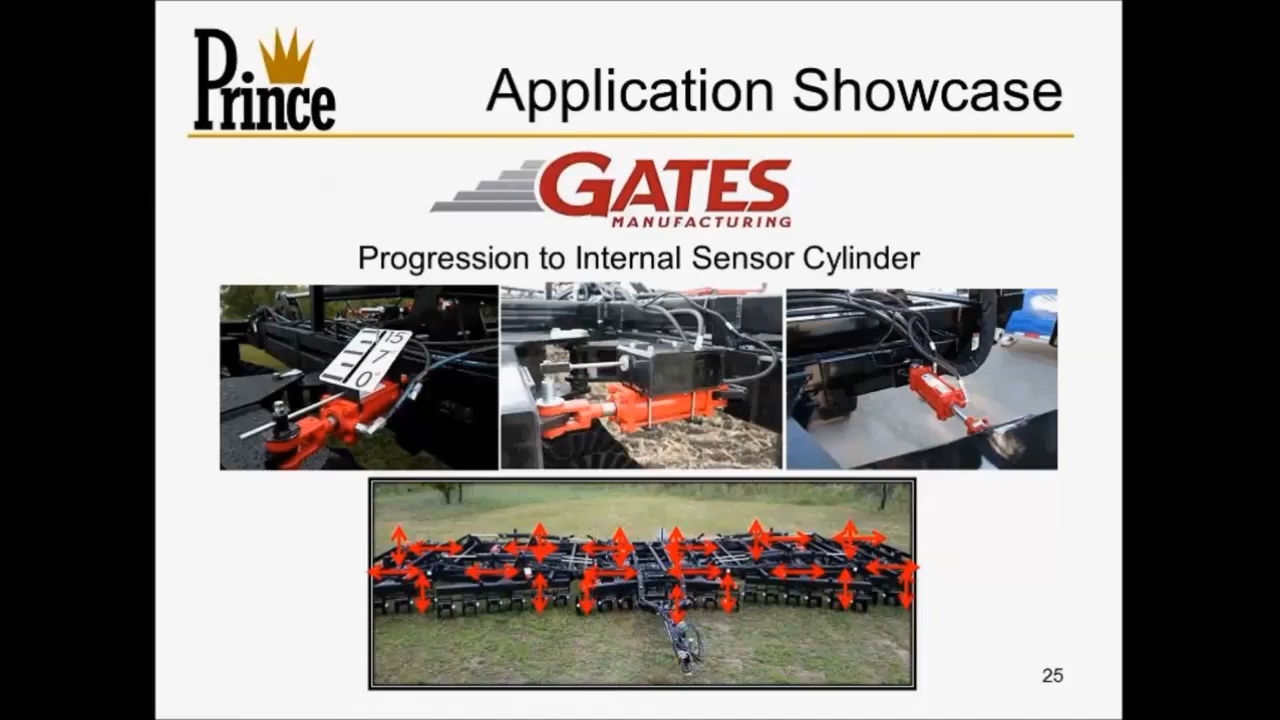 Prince
Application Showcase
GATES
MANUFACTURING
Progression to Internal Sensor Cylinder
15
7
0
25